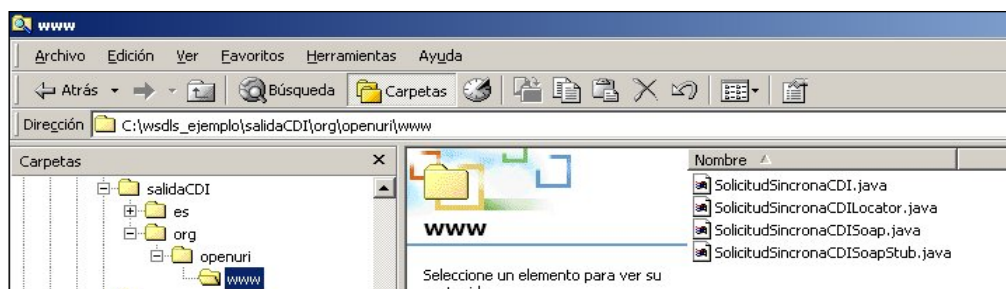 www
Archivo Edición Ver Favoritos Herramientas Ayuda
Atrás Búsqueda Carpetas
Dirección C:\wsdls_ejemplo\salidaCDI\org\openuri\www
Carpetas
salidaCDI
es
org
openuri
www
www
Seleccione un elemento para ver su
Nombre
SolicitudSincronaCDI.java
SolicitudSincronaCDILocator.java
SolicitudSincronaCDISoap.java
SolicitudSincronaCDISoapStub.java